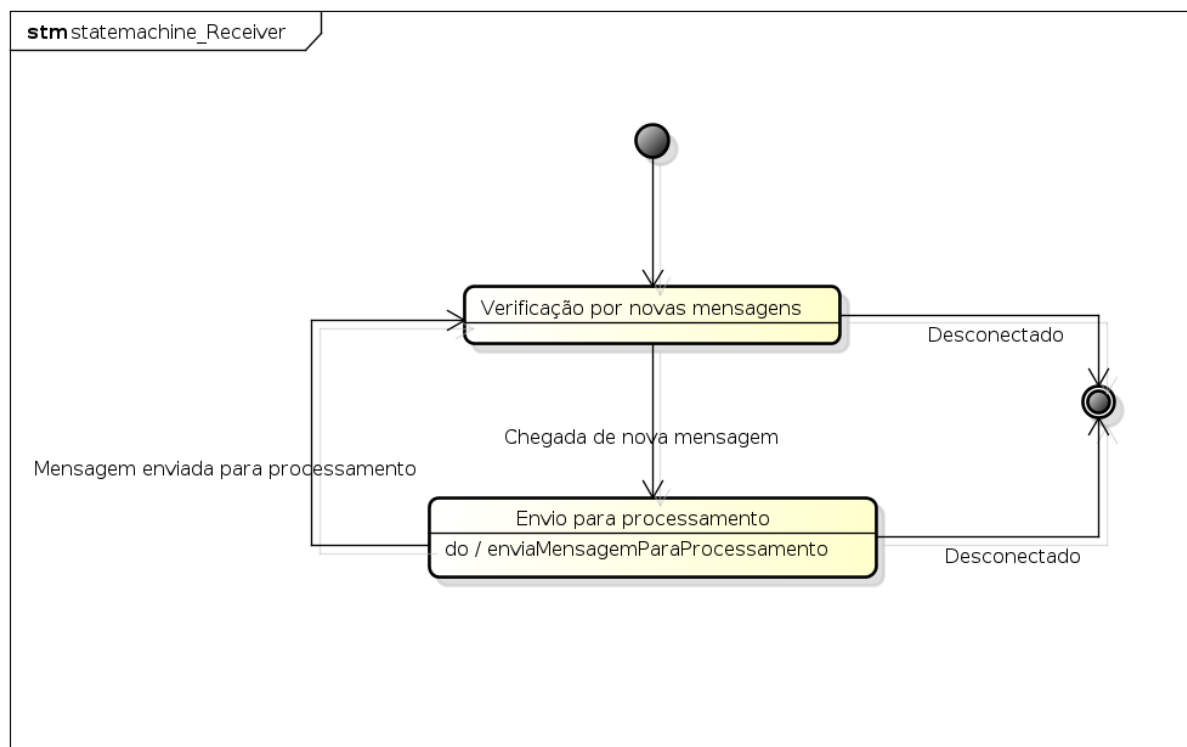 stm statemachine_Receiver
Verificação por novas mensagens
Desconectado
Chegada de nova mensagem
Mensagem enviada para processamento
Envio para processamento
do / enviaMensagemParaProcessamento
Desconectado